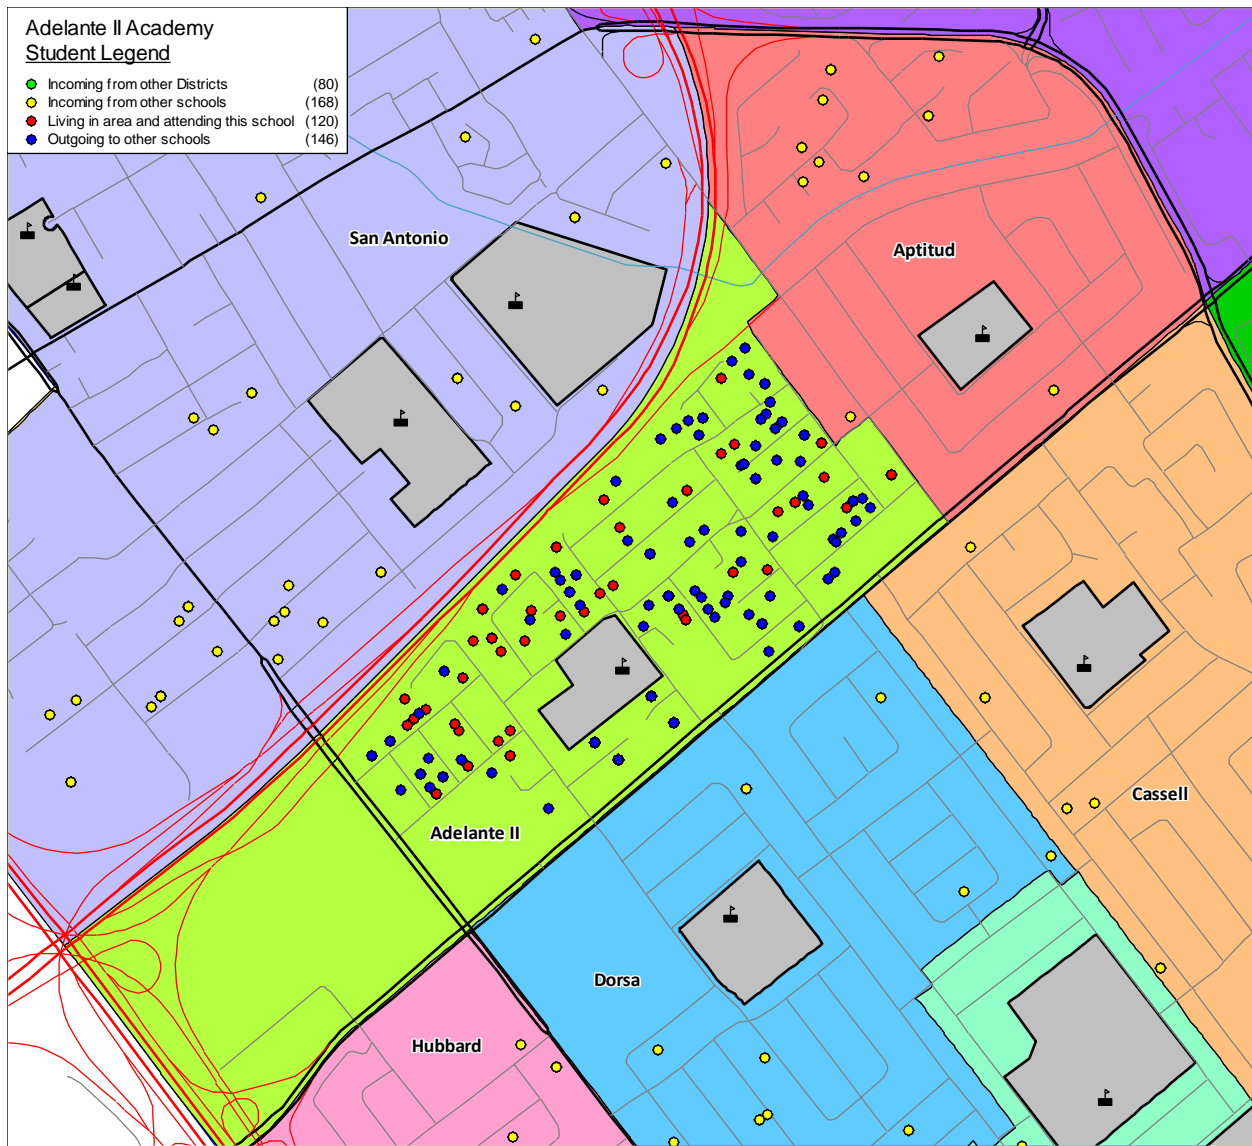 Adelante II Academy
Student Legend
Incoming from other Districts (80)
Incoming from other schools (168)
Living in area and attending this school (120)
Outgoing to other schools (146)
San Antonio
Aptitud
Cassell
Adelante II
Dorsa
Hubbard